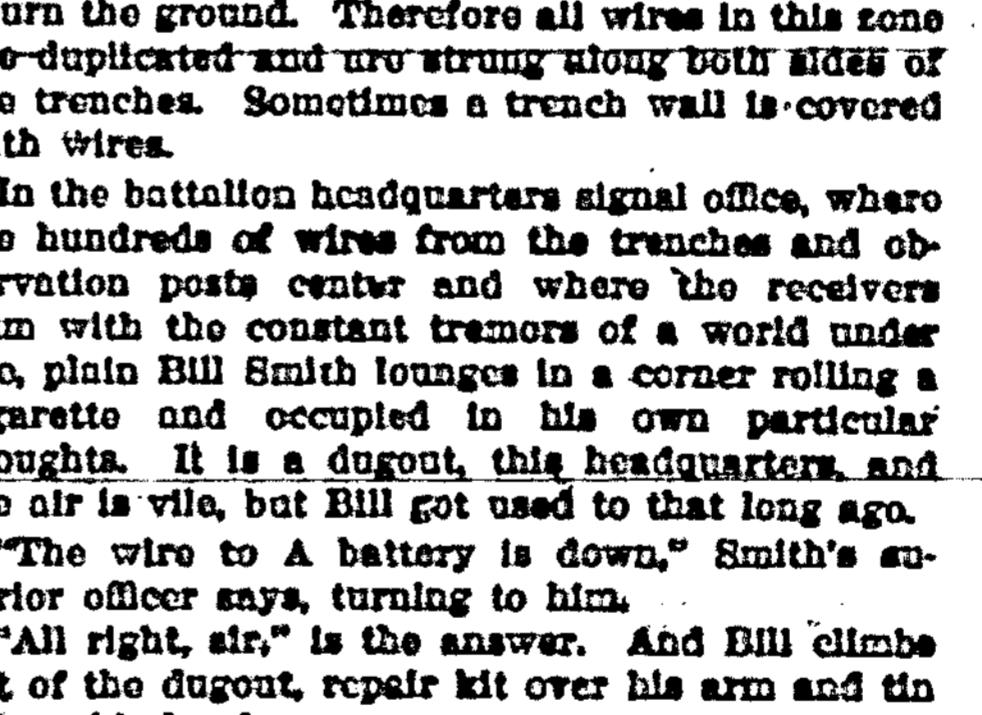 urn the ground. Therefore all wires in this zone
e duplicated and are strung along both sides of
e trenches. Sometimes a trench wall is covered
th wires.
In the battalion headquarters signal office, where
e hundreds of wires from the trenches and ob-
rvation posts center and where the receivers
um with the constant tremors of a world under
e, plain Bill Smith lounges in a corner rolling a
garette and occupied in his own particular
oughts. It is a dugout, this headquarters, and
e air is vile, but Bill got used to that long ago.
"The wire to A battery is down," Smith's su-
rior officer says, turning to him.
"All right, sir," is the answer. And Bill climbs
t of the dugout, repair kit over his arm and tin